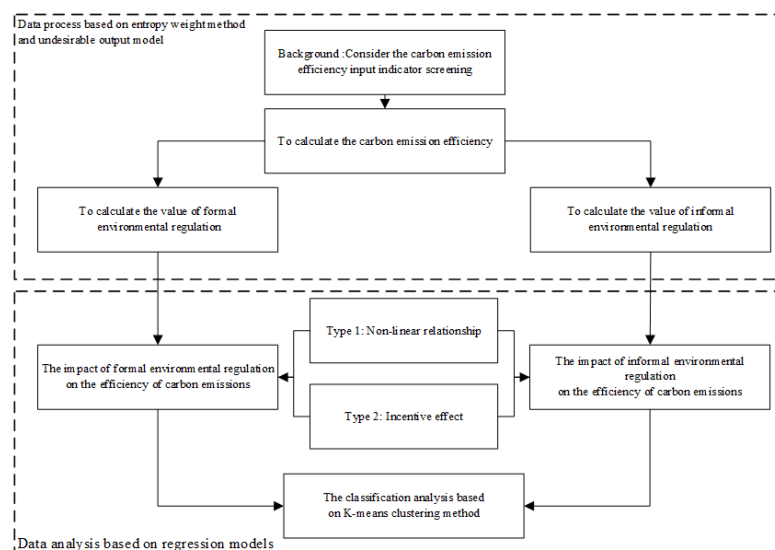 Data process based on entropy weight method
and undesirable output model
Background :Consider the carbon emission
efficiency input indicator screening
To calculate the carbon emission efficiency
To calculate the value of formal
environmental regulation
To calculate the value of informal
environmental regulation
Type 1: Non-linear relationship
The impact of formal environmental regulation
on the efficiency of carbon emissions
The impact of informal environmental
regulation
on the efficiency of carbon emissions
Type 2: Incentive effect
The classification analysis based
on K-means clustering method
Data analysis based on regression models